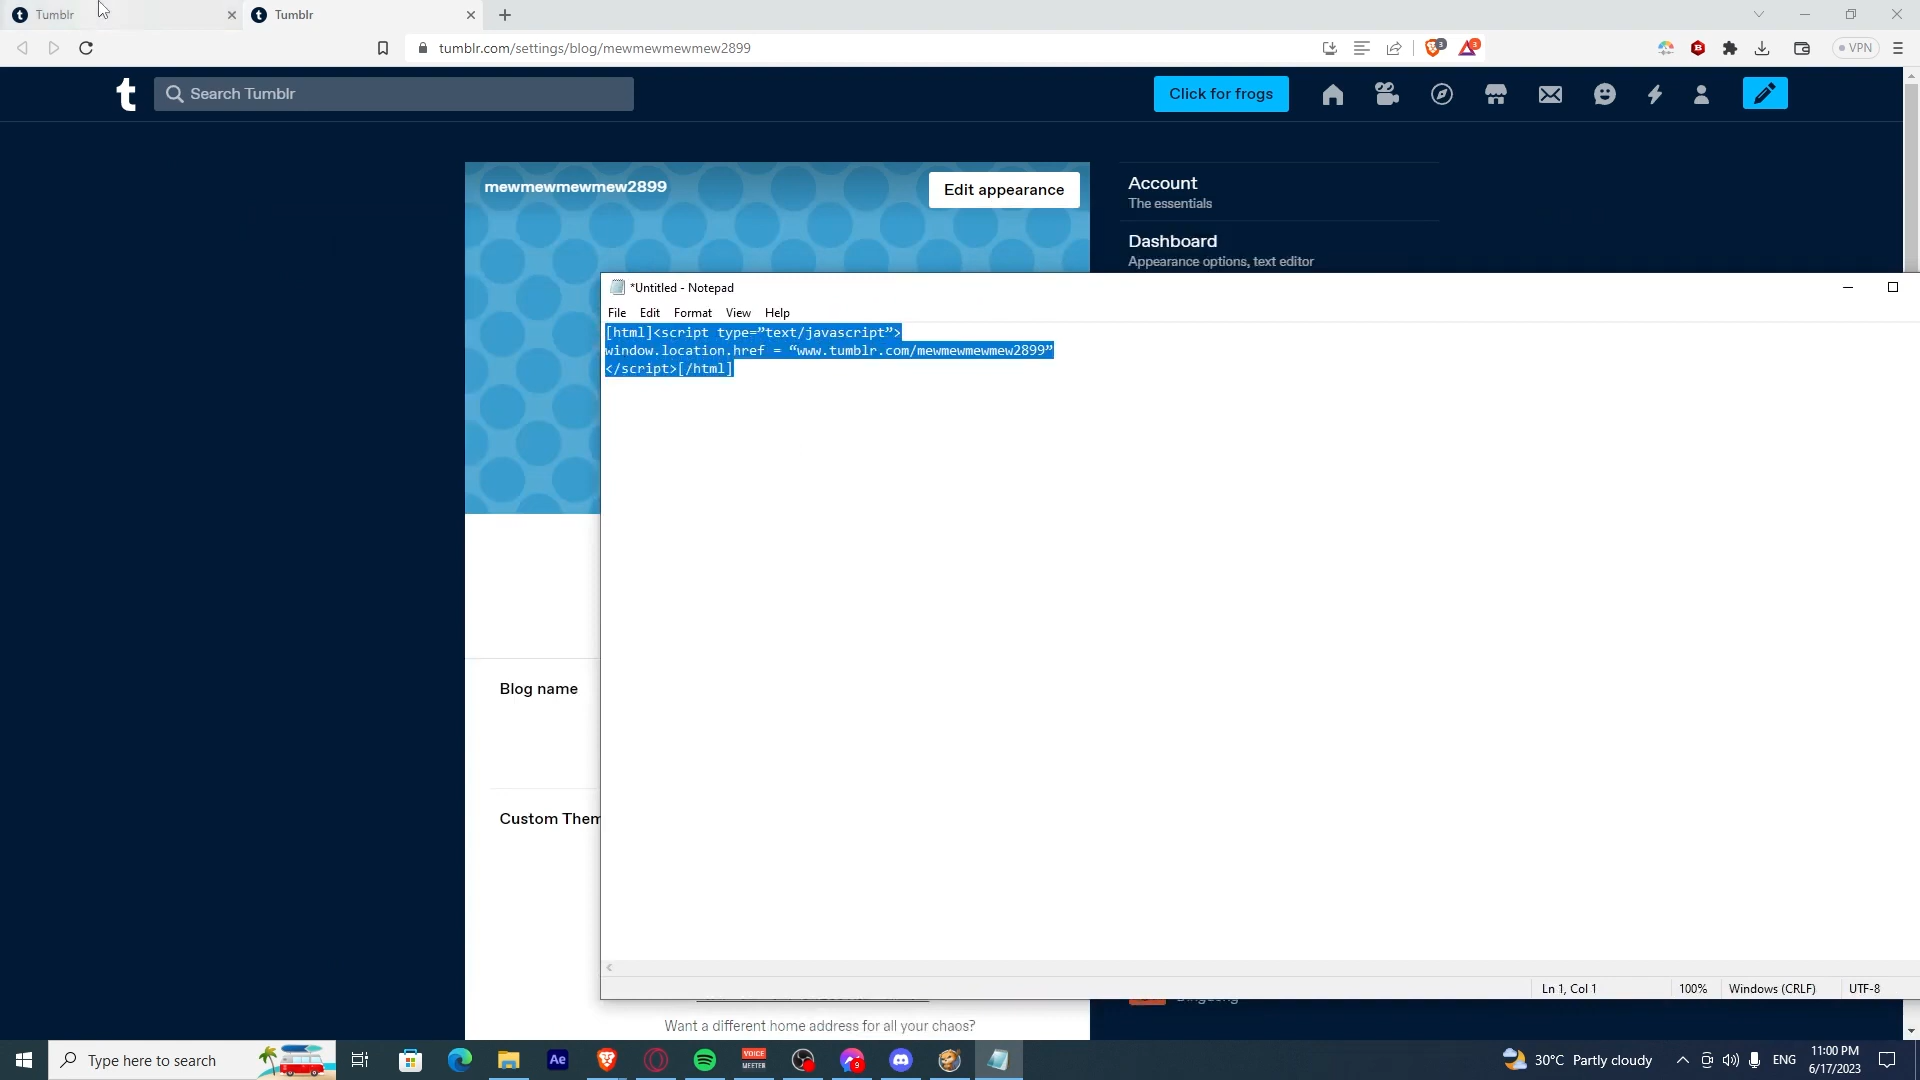 Tumblr
Tumblr
tumblr.com/settings/blog/mewmewmewmew2899
VPN
Search Tumblr
Click for frogs
mewmewmewmew2899
Edit appearance
Account
The essentials
Dashboard
Appearance options, text editor
*Untitled - Notepad
File Edit Format View Help
[html]<script type=”text/javascript”>
window.location.href = “www.tumblr.com/mewmewmewmew2899”
</script>[/html]
Blog name
Custom Them
Ln 1, Col 1
100%
Windows (CRLF)
UTF-8
Want a different home address for all your chaos?
Type here to search
Ae
VOICE
MEETER
9
30°C Partly cloudy
ENG
11:00 PM
6/17/2023